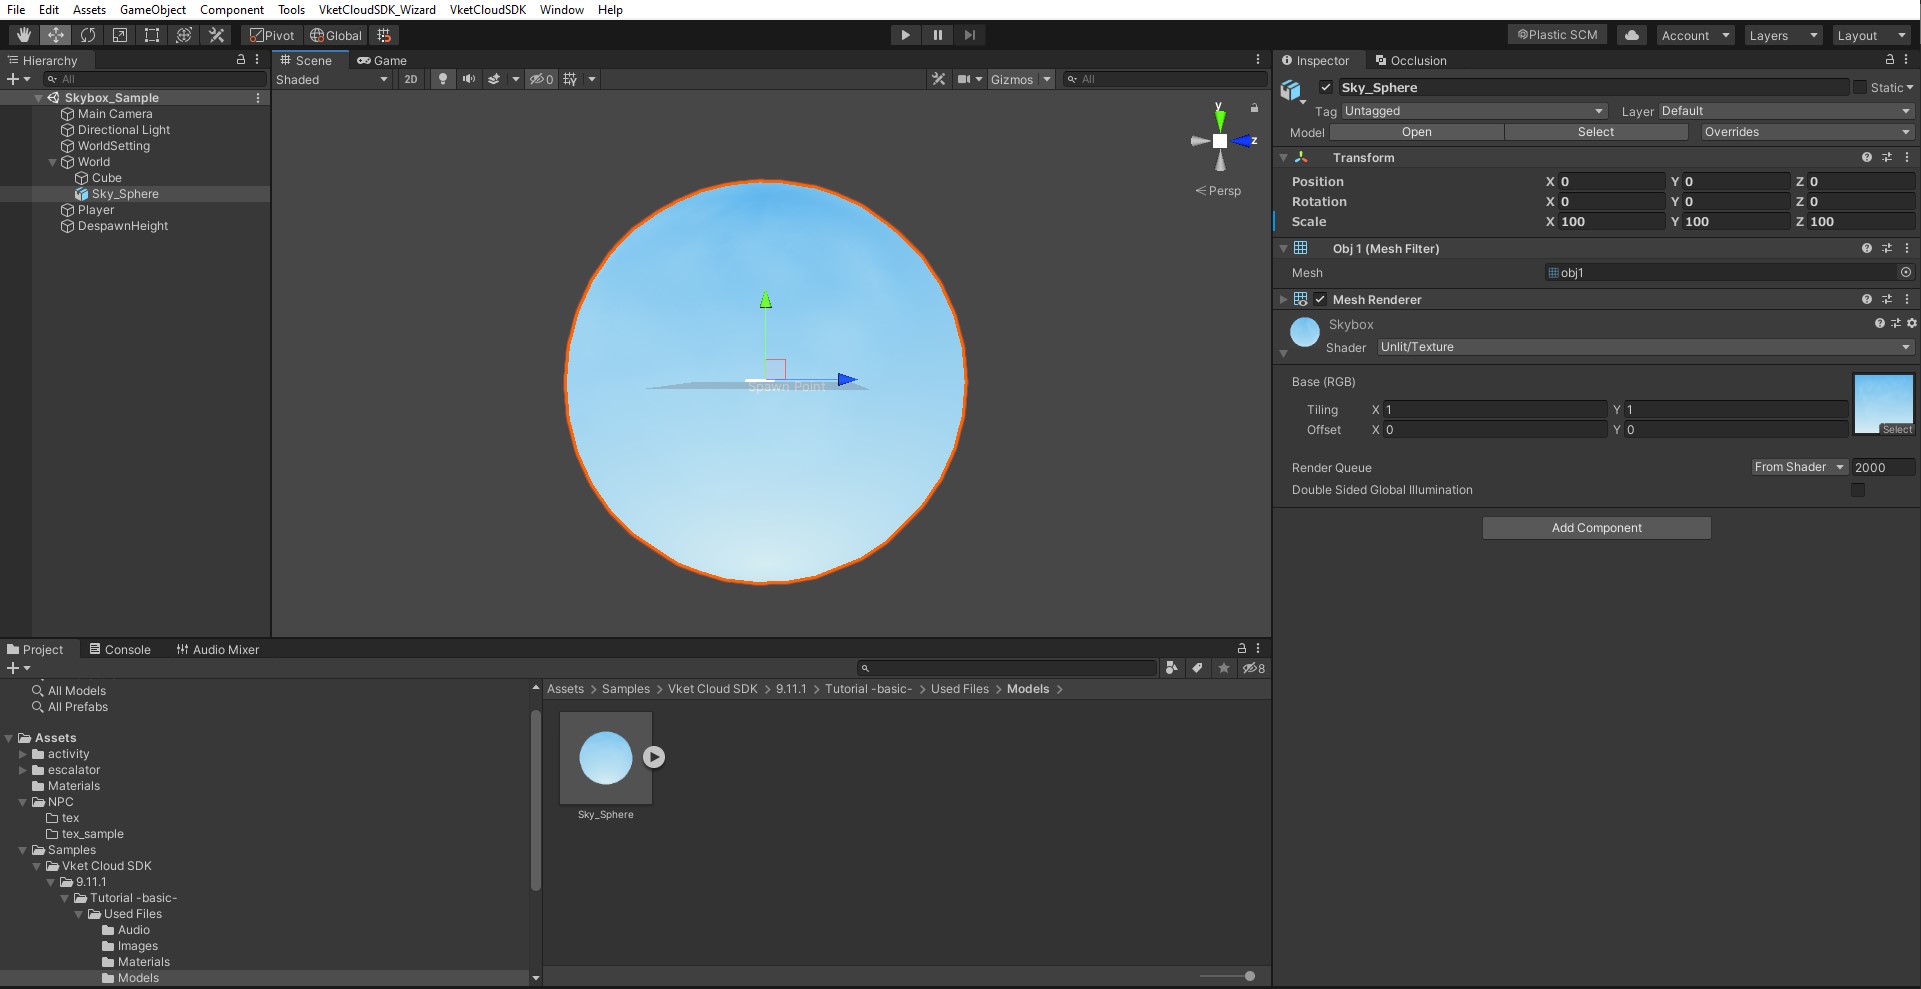 File Edit Assets GameObject Component Tools VketCloudSDK_Wizard VketCloudSDK Window Help
Pivot Global Plastic SCM Account Layers Layout
Hierarchy
All
Skybox_Sample
Main Camera
Directional Light
WorldSetting
World
Cube
Sky_Sphere
Player
DespawnHeight
Scene Game
Shaded 2D 0 Gizmos All
y
z
Persp
Spawn Point
Inspector Occlusion
Sky_Sphere Static
Tag Untagged Layer Default
Model Open Select Overrides
Transform
Position X 0 Y 0 Z 0
Rotation X 0 Y 0 Z 0
Scale X 100 Y 100 Z 100
Obj 1 (Mesh Filter)
Mesh obj1
Mesh Renderer
Skybox
Shader Unlit/Texture
Base (RGB)
Tiling X 1 Y 1
Offset X 0 Y 0
Select
Render Queue From Shader 2000
Double Sided Global Illumination
Add Component
Project Console Audio Mixer
8
All Models
All Prefabs
Assets
activity
escalator
Materials
NPC
tex
tex_sample
Samples
Vket Cloud SDK
9.11.1
Tutorial -basic-
Used Files
Audio
Images
Materials
Models
Assets > Samples > Vket Cloud SDK > 9.11.1 > Tutorial -basic- > Used Files > Models >
Sky_Sphere